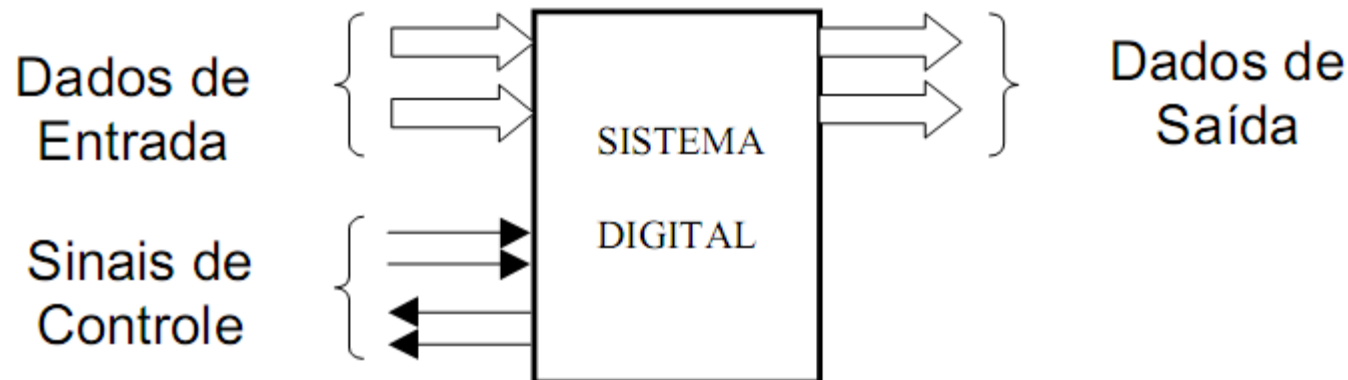 Dados de
Entrada
Sinais de
Controle
SISTEMA
DIGITAL
Dados de
Saída